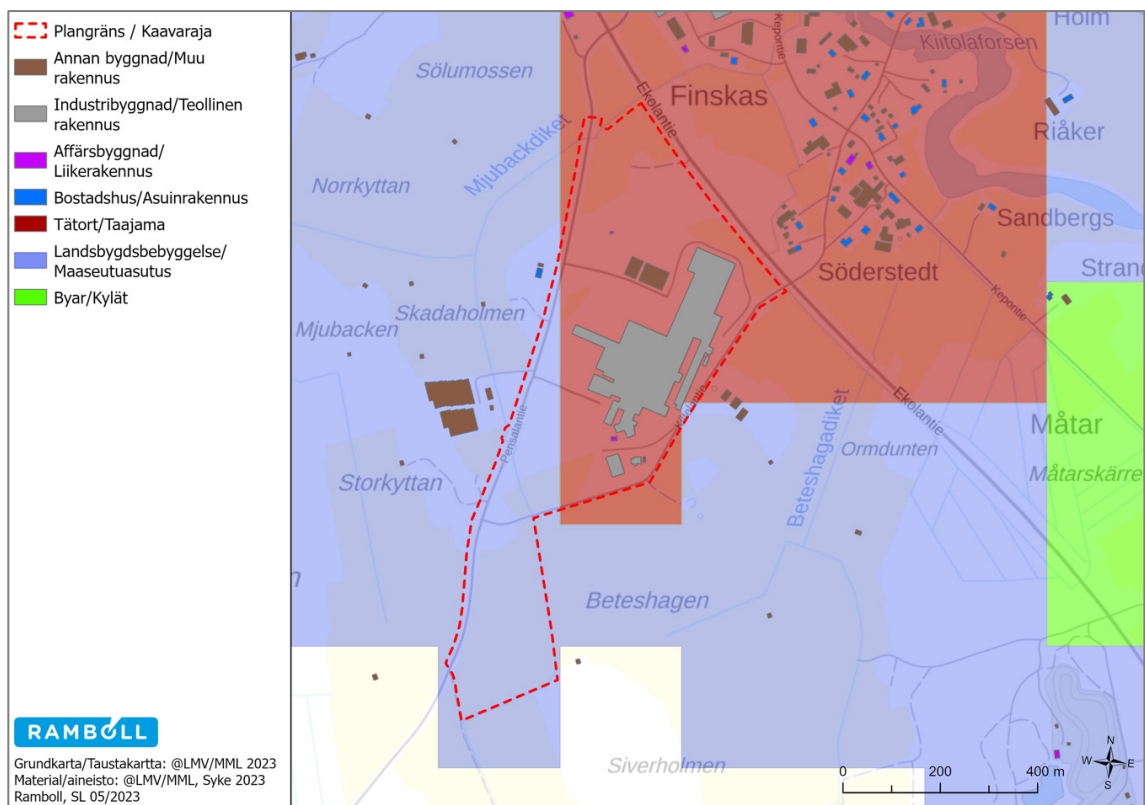 Plangräns / Kaavaraja
Annan byggnad/Muu
rakennus
Industribyggnad/Teollinen
rakennus
Affärsbyggnad/
Liikerakennus
Bostadshus/Asuinrakennus
Tätort/Taajama
Landsbygdsbebyggelse/
Maaseutuasutus
Byar/Kylät
RAMBOLL
Grundkarta/Taustakartta: @LMV/MML 2023
Material/aineisto: @LMV/MML, Syke 2023
Ramboll, SL 05/2023
Holm
Kiitolaforsen
Kepontie
Sölumossen
Ekolantie
Finskas
Riåker
Mjubackdiket
Norrkyttan
Sandbergs
Söderstedt
Strand
Kepontie
Skadaholmen
Mjubacken
Ekolantie
Pensalantie
Måtar
Ormdunten
Måtarskärre
Storkyttan
Beteshagadiket
Beteshagen
Siverholmen
0 200 400 m
N
W E
S